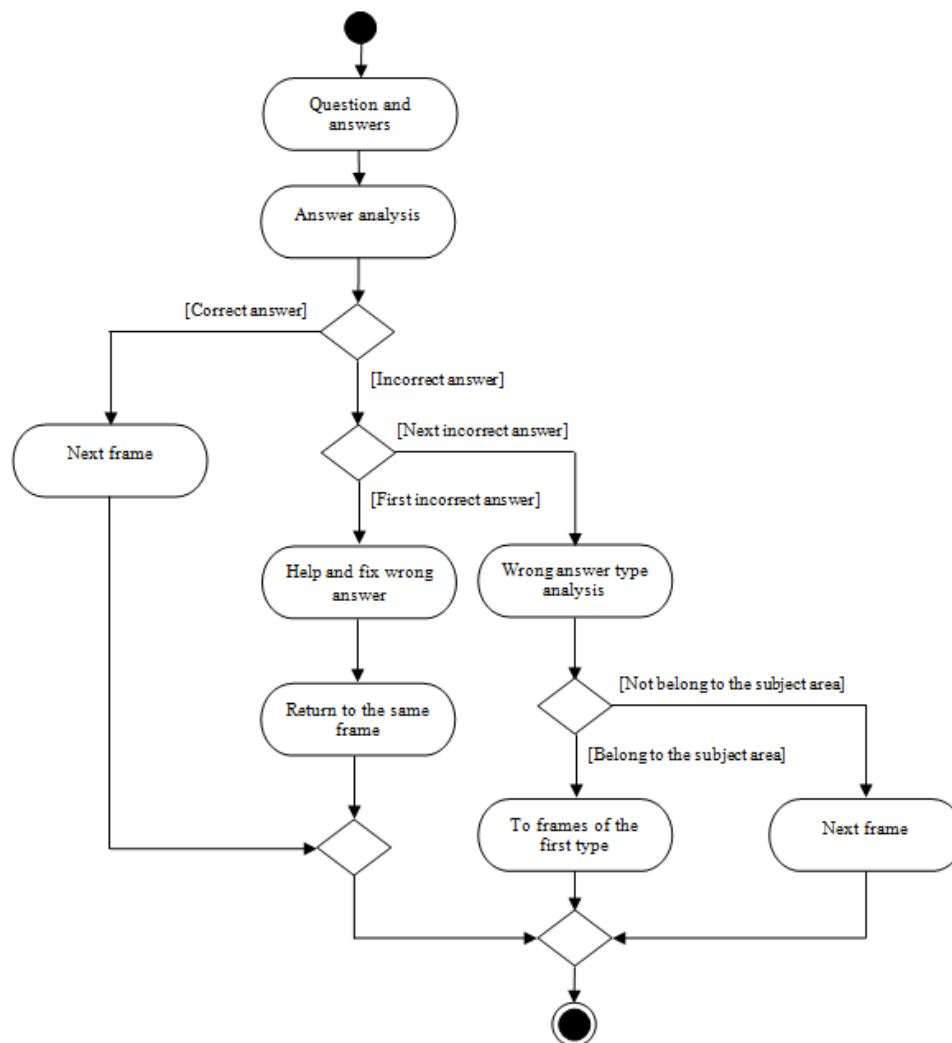 Question and
answers
Answer analysis
[Correct answer]
[Incorrect answer]
[Next incorrect answer]
Next frame
[First incorrect answer]
Help and fix wrong
answer
Wrong answer type
analysis
[Not belong to the subject area]
Return to the same
frame
[Belong to the subject area]
To frames of the
first type
Next frame